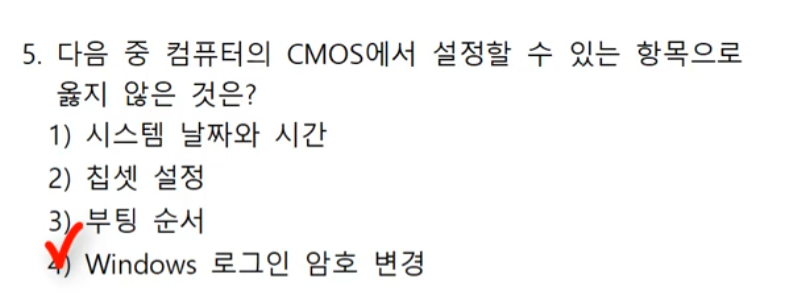 5. 다음 중 컴퓨터의 CMOS에서 설정할 수 있는 항목으로
옳지 않은 것은?
1) 시스템 날짜와 시간
2) 칩셋 설정
3) 부팅 순서
4) Windows 로그인 암호 변경